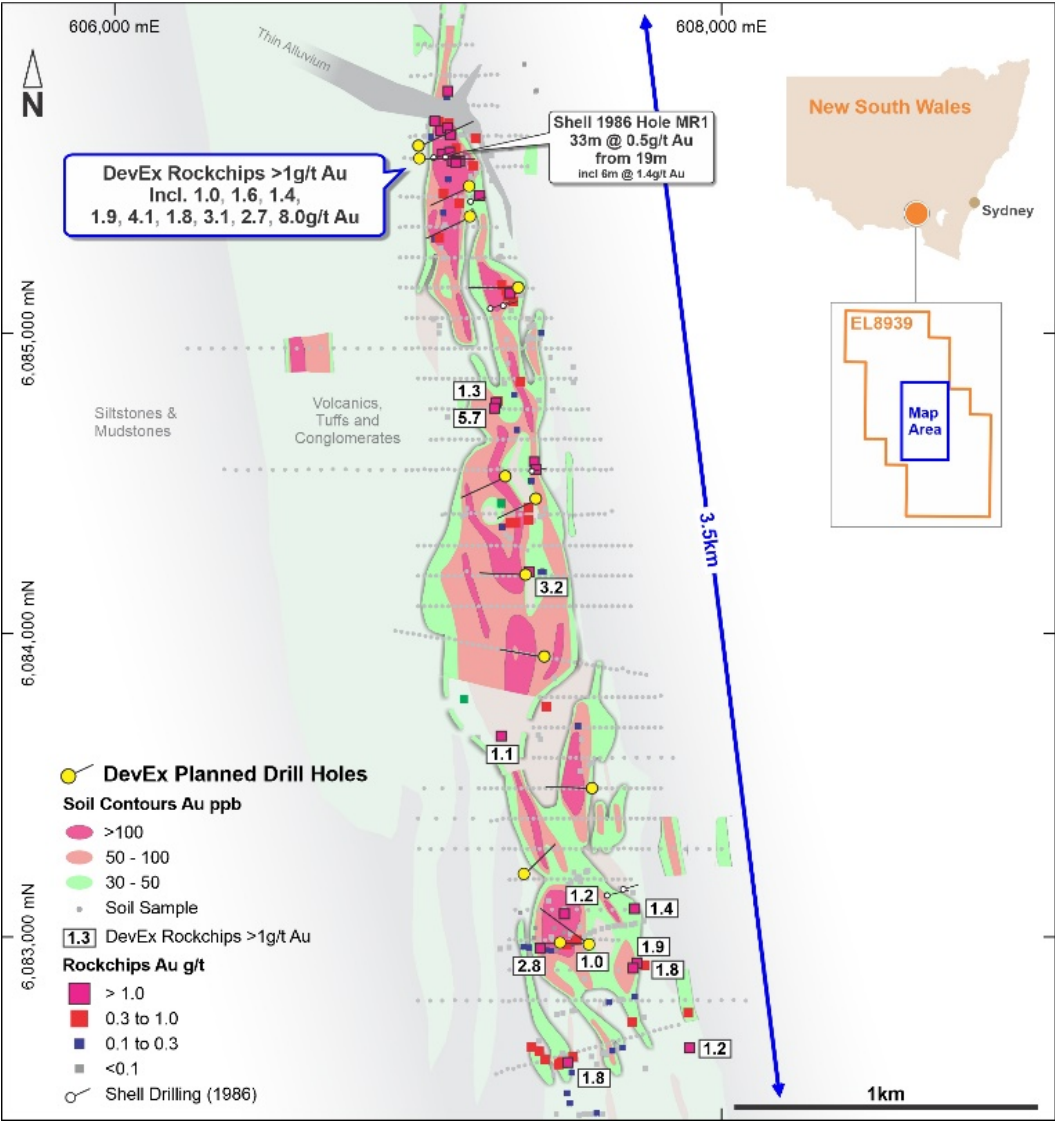 606,000 mE
608,000 mE
Thin Alluvium
N
Shell 1986 Hole MR1
33m @ 0.5g/t Au
from 19m
incl 6m @ 1.4g/t Au
New South Wales
Sydney
DevEx Rockchips >1g/t Au
Incl. 1.0, 1.6, 1.4,
1.9, 4.1, 1.8, 3.1, 2.7, 8.0g/t Au
6,085,000 mN
EL8939
Map
Area
1.3
5.7
Siltstones &
Mudstones
Volcanics,
Tuffs and
Conglomerates
3.5km
3.2
6,084,000 mN
1.1
DevEx Planned Drill Holes
Soil Contours Au ppb
>100
50 - 100
30 - 50
Soil Sample
1.3 DevEx Rockchips >1g/t Au
Rockchips Au g/t
> 1.0
0.3 to 1.0
0.1 to 0.3
<0.1
Shell Drilling (1986)
6,083,000 mN
1.2
1.4
1.9
2.8
1.0
1.8
1.2
1.8
1km